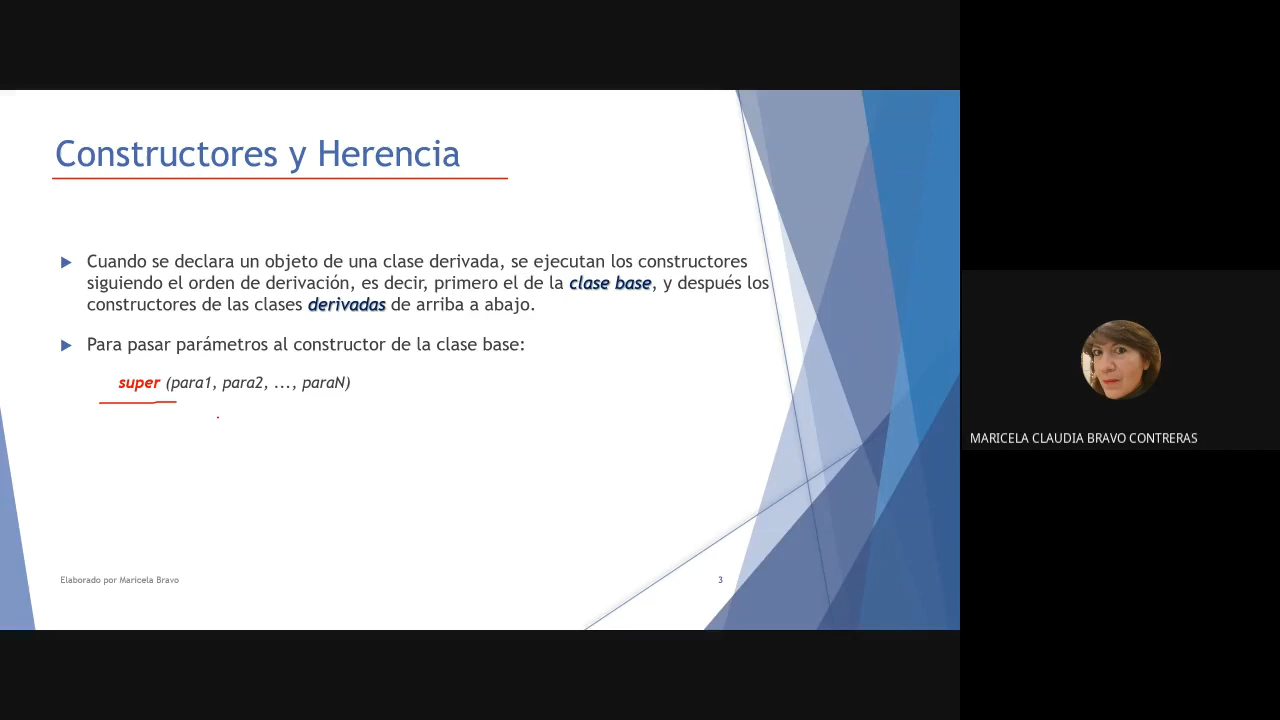 Constructores y Herencia
Cuando se declara un objeto de una clase derivada, se ejecutan los constructores
siguiendo el orden de derivación, es decir, primero el de la clase base, y después los
constructores de las clases derivadas de arriba a abajo.
Para pasar parámetros al constructor de la clase base:
super (para1, para2, ..., paraN)
Elaborado por Maricela Bravo
3
MARICELA CLAUDIA BRAVO CONTRERAS